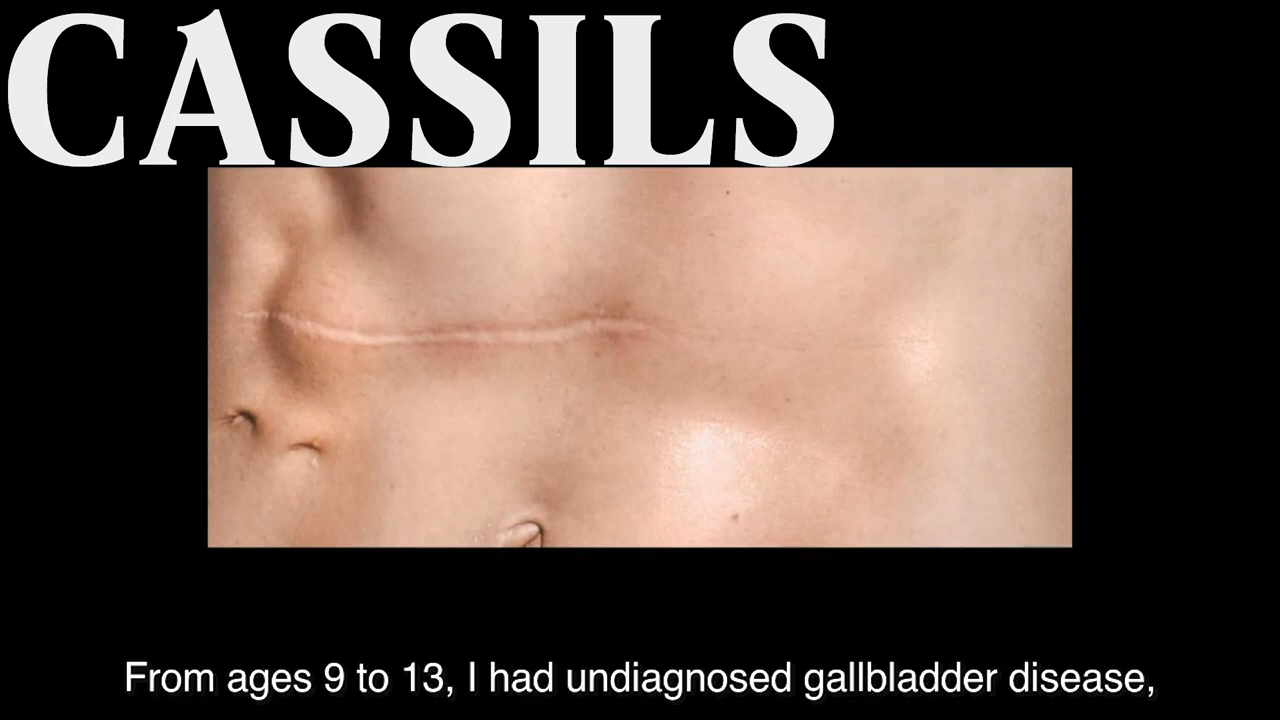 CASSILS
From ages 9 to 13, I had undiagnosed gallbladder disease,